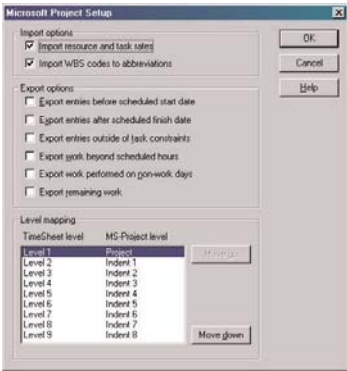 Microsoft Project Setup
Import options
Import resource and task rates
Import WBS codes to abbreviations
OK
Cancel
Help
Export options
Export entries before scheduled start date
Export entries after scheduled finish date
Export entries outside of task constraints
Export work beyond scheduled hours
Export work performed on non-work days
Export remaining work
Level mapping
TimeSheet level MS-Project level
Level 1 Project
Level 2 Indent 1
Level 3 Indent 2
Level 4 Indent 3
Level 5 Indent 4
Level 6 Indent 5
Level 7 Indent 6
Level 8 Indent 7
Level 9 Indent 8
Move up
Move down